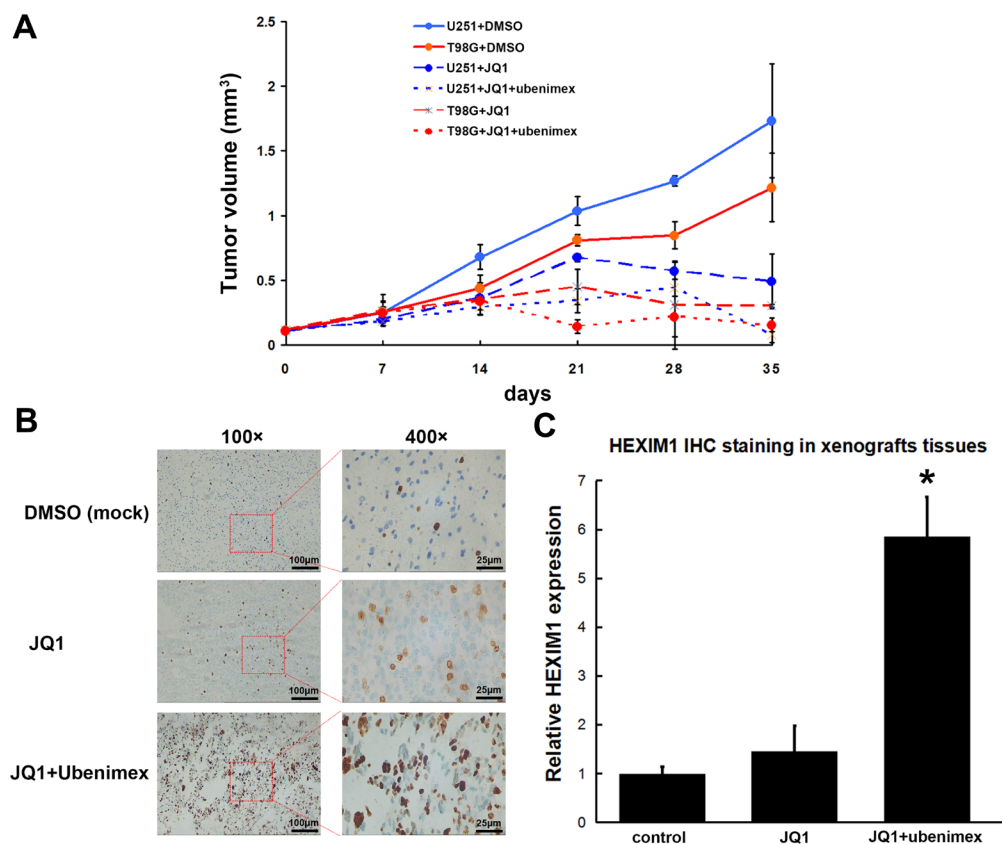 A
Tumor volume (mm³)
2.5
2
1.5
1
0.5
0
U251+DMSO
T98G+DMSO
U251+JQ1
U251+JQ1+ubenimex
T98G+JQ1
T98G+JQ1+ubenimex
0 7 14 21 28 35
days
B
100× 400×
DMSO (mock)
100μm 25μm
JQ1
100μm 25μm
JQ1+Ubenimex
100μm 25μm
C
HEXIM1 IHC staining in xenografts tissues
Relative HEXIM1 expression
7
6
5
4
3
2
1
0
*
control JQ1 JQ1+ubenimex